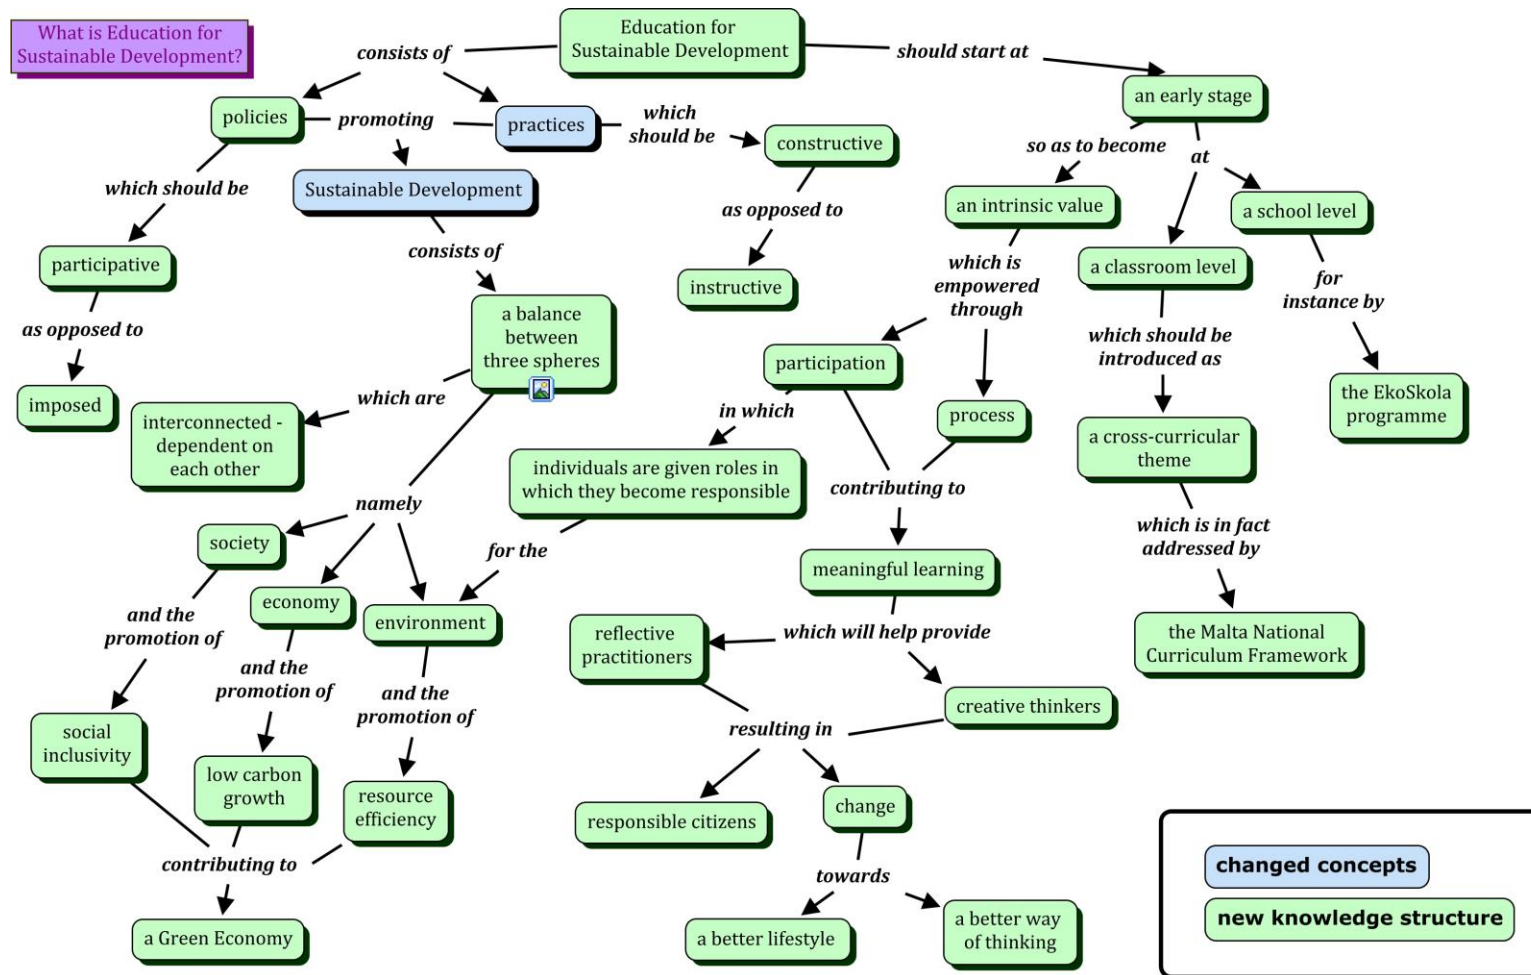 What is Education for
Sustainable Development?
Education for
Sustainable Development
consists of
should start at
policies
promoting
practices
which
should be
constructive
an early stage
so as to become
at
which should be
Sustainable Development
as opposed to
an intrinsic value
a school level
participative
consists of
instructive
which is
empowered
through
a classroom level
for
instance by
as opposed to
a balance
between
three spheres
participation
which should be
introduced as
imposed
which are
interconnected -
dependent on
each other
in which
process
the EkoSkola
programme
a cross-curricular
theme
individuals are given roles in
which they become responsible
contributing to
namely
society
for the
which is in fact
addressed by
meaningful learning
economy
environment
and the
promotion of
reflective
practitioners
which will help provide
the Malta National
Curriculum Framework
and the
promotion of
and the
promotion of
creative thinkers
social
inclusivity
resulting in
low carbon
growth
resource
efficiency
responsible citizens
change
contributing to
towards
a Green Economy
a better lifestyle
a better way
of thinking
changed concepts
new knowledge structure